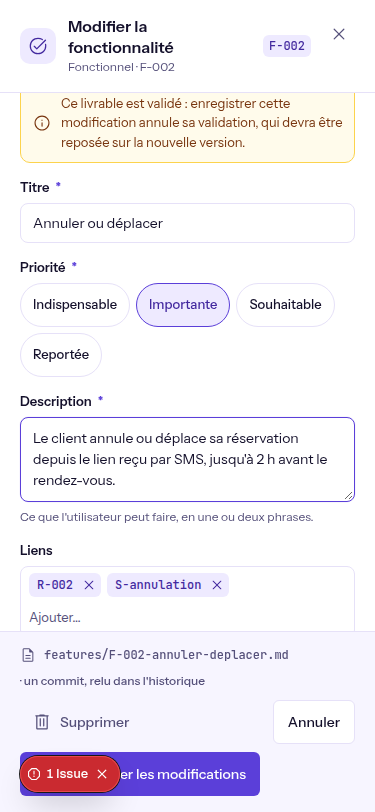 Modifier la
fonctionnalité
Fonctionnel · F-002
F-002
Ce livrable est validé : enregistrer cette
modification annule sa validation, qui devra être
reposée sur la nouvelle version.
Titre *
Annuler ou déplacer
Priorité *
Indispensable
Importante
Souhaitable
Reportée
Description *
Le client annule ou déplace sa réservation
depuis le lien reçu par SMS, jusqu'à 2 h avant le
rendez-vous.
Ce que l'utilisateur peut faire, en une ou deux phrases.
Liens
R-002
S-annulation
Ajouter…
features/F-002-annuler-deplacer.md
· un commit, relu dans l'historique
Supprimer
Annuler
1 Issue
er les modifications